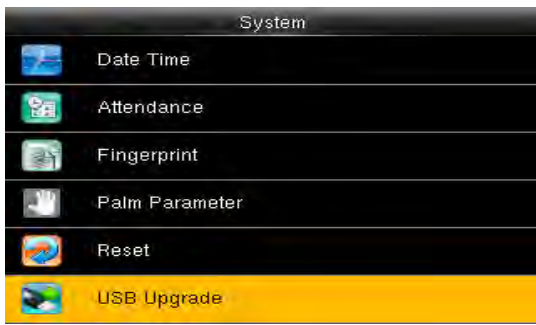 System
Date Time
Attendance
Fingerprint
Palm Parameter
Reset
USB Upgrade